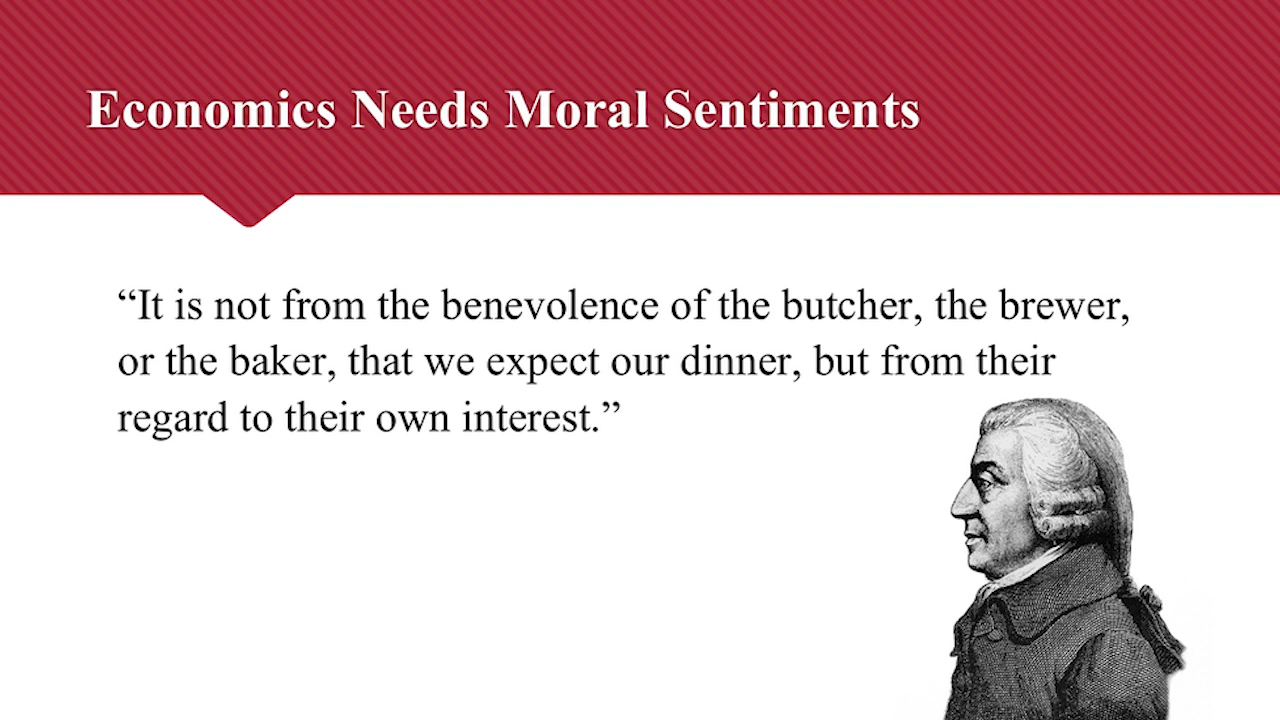 Economics Needs Moral Sentiments
“It is not from the benevolence of the butcher, the brewer,
or the baker, that we expect our dinner, but from their
regard to their own interest.”